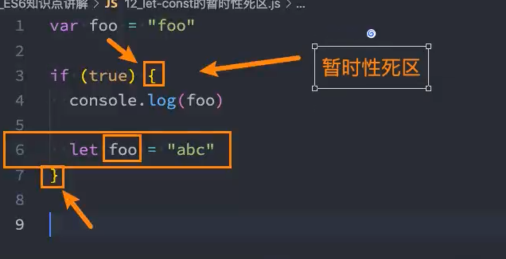 _ES6知识点讲解 > JS 12_let-const的暂时性死区.js > ...
1 var foo = "foo"
2
3 if (true) {
4 console.log(foo)
5
6 let foo = "abc"
7 }
8
9
暂时性死区